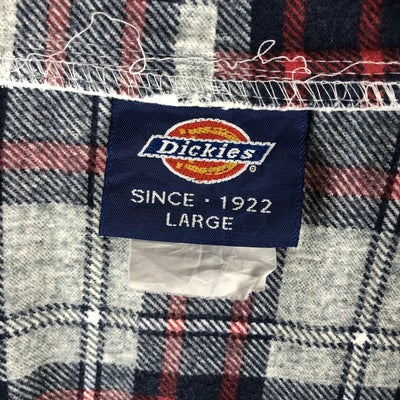 Dickies®
SINCE · 1922
LARGE